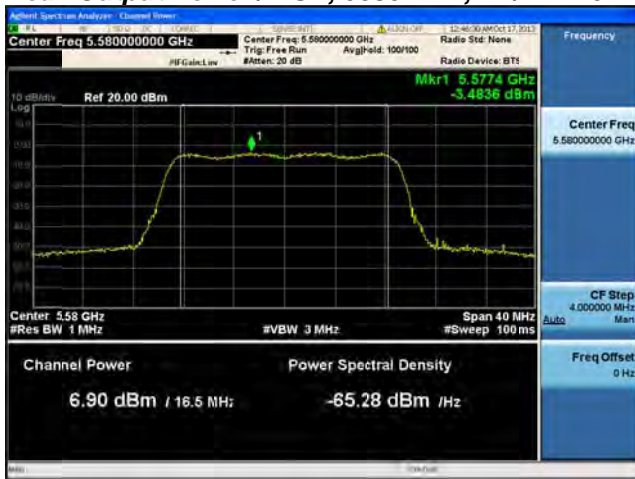 Agilent Spectrum Analyzer - Channel Power
RL
12:46:30 AM Oct 17, 2013
Center Freq 5.580000000 GHz
Center Freq: 5.580000000 GHz
Radio Std: None
Frequency
Trig: Free Run
Avg|Hold: 100/100
#IFGain:Low
#Atten: 20 dB
Radio Device: BTS
Mkr1 5.5774 GHz
-3.4836 dBm
10 dB/div
Ref 20.00 dBm
Log
1
Center Freq
5.580000000 GHz
Center 5.58 GHz
Span 40 MHz
#Res BW 1 MHz
#VBW 3 MHz
#Sweep 100 ms
CF Step
4.000000 MHz
Auto
Man
Channel Power
Power Spectral Density
Freq Offset
0 Hz
6.90 dBm / 16.5 MHz
-65.28 dBm /Hz